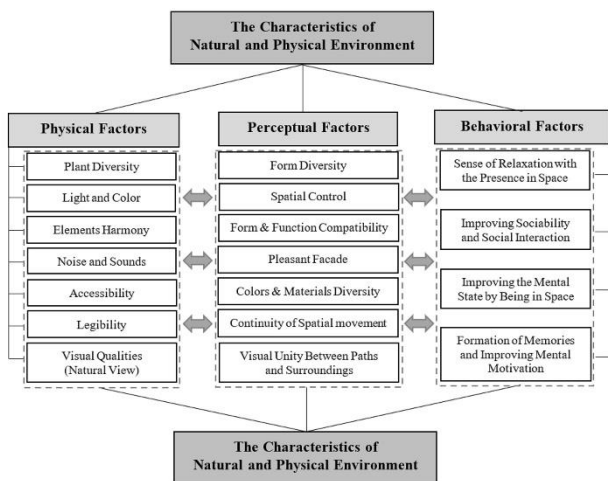 The Characteristics of
Natural and Physical Environment
Physical Factors
Plant Diversity
Light and Color
Elements Harmony
Noise and Sounds
Accessibility
Legibility
Visual Qualities
(Natural View)
Perceptual Factors
Form Diversity
Spatial Control
Form & Function Compatibility
Pleasant Facade
Colors & Materials Diversity
Continuity of Spatial movement
Visual Unity Between Paths
and Surroundings
Behavioral Factors
Sense of Relaxation with
the Presence in Space
Improving Sociability
and Social Interaction
Improving the Mental
State by Being in Space
Formation of Memories
and Improving Mental
Motivation
The Characteristics of
Natural and Physical Environment